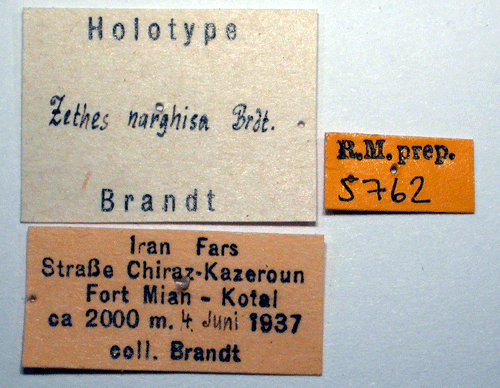 Holotype
Zethes narghisa Brdt.
Brandt
R.M. prep.
5762
Iran Fars
Straße Chiraz-Kazeroun
Fort Mian - Kotal
ca 2000 m. 4. Juni 1937
coll. Brandt